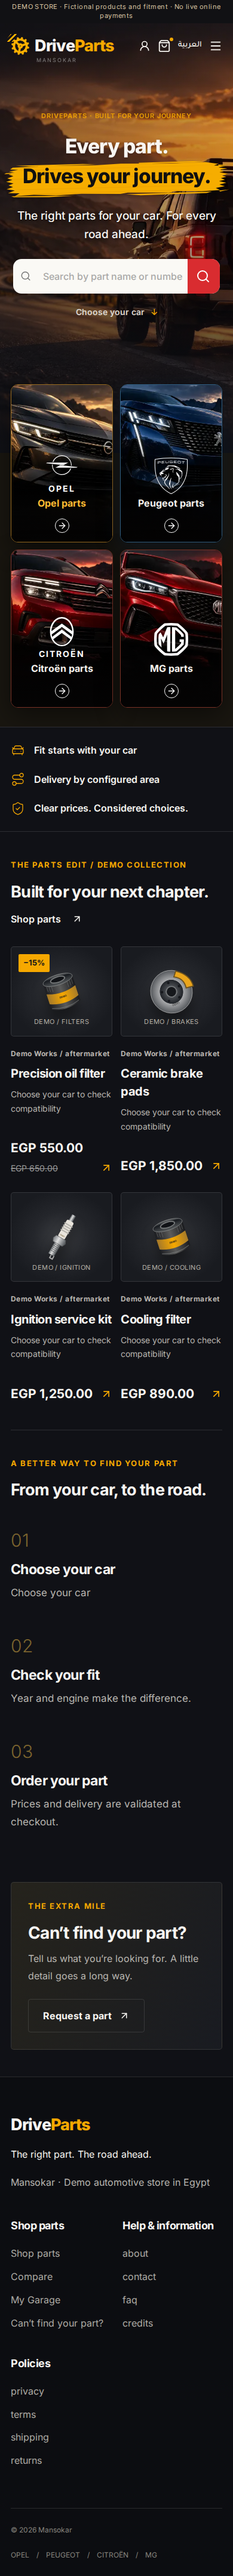 DEMO STORE · Fictional products and fitment · No live online
payments
DriveParts
MANSOKAR
العربية
DRIVEPARTS · BUILT FOR YOUR JOURNEY
Every part.
Drives your journey.
The right parts for your car. For every
road ahead.
Search by part name or numbe
Choose your car
OPEL
Opel parts
PEUGEOT
Peugeot parts
CITROËN
Citroën parts
MG
MG parts
Fit starts with your car
Delivery by configured area
Clear prices. Considered choices.
THE PARTS EDIT / DEMO COLLECTION
Built for your next chapter.
Shop parts
−15%
DEMO / FILTERS
Demo Works / aftermarket
Precision oil filter
Choose your car to check
compatibility
EGP 550.00
EGP 650.00
DEMO / BRAKES
Demo Works / aftermarket
Ceramic brake
pads
Choose your car to check
compatibility
EGP 1,850.00
DEMO / IGNITION
Demo Works / aftermarket
Ignition service kit
Choose your car to check
compatibility
EGP 1,250.00
DEMO / COOLING
Demo Works / aftermarket
Cooling filter
Choose your car to check
compatibility
EGP 890.00
A BETTER WAY TO FIND YOUR PART
From your car, to the road.
01
Choose your car
Choose your car
02
Check your fit
Year and engine make the difference.
03
Order your part
Prices and delivery are validated at
checkout.
THE EXTRA MILE
Can’t find your part?
Tell us what you’re looking for. A little
detail goes a long way.
Request a part
DriveParts
The right part. The road ahead.
Mansokar · Demo automotive store in Egypt
Shop parts
Shop parts
Compare
My Garage
Can’t find your part?
Help & information
about
contact
faq
credits
Policies
privacy
terms
shipping
returns
© 2026 Mansokar
OPEL / PEUGEOT / CITROËN / MG